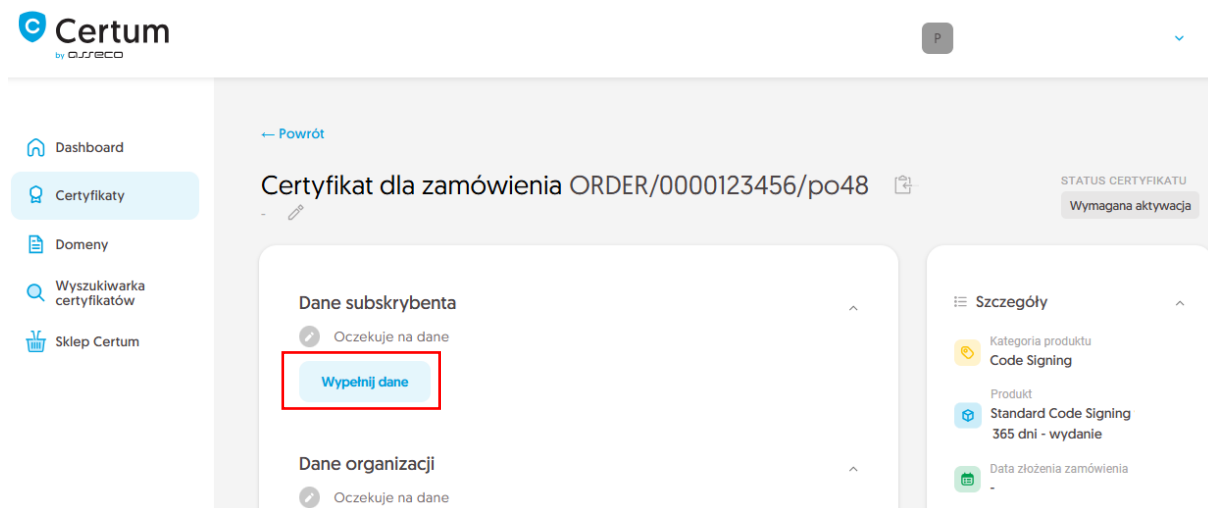 C Certum
by asseco
P
Dashboard
Certyfikaty
Domeny
Wyszukiwarka
certyfikatów
Sklep Certum
← Powrót
Certyfikat dla zamówienia ORDER/0000123456/po48
-
STATUS CERTYFIKATU
Wymagana aktywacja
Dane subskrybenta
Oczekuje na dane
Wypełnij dane
Dane organizacji
Oczekuje na dane
Szczegóły
Kategoria produktu
Code Signing
Produkt
Standard Code Signing
365 dni - wydanie
Data złożenia zamówienia
-